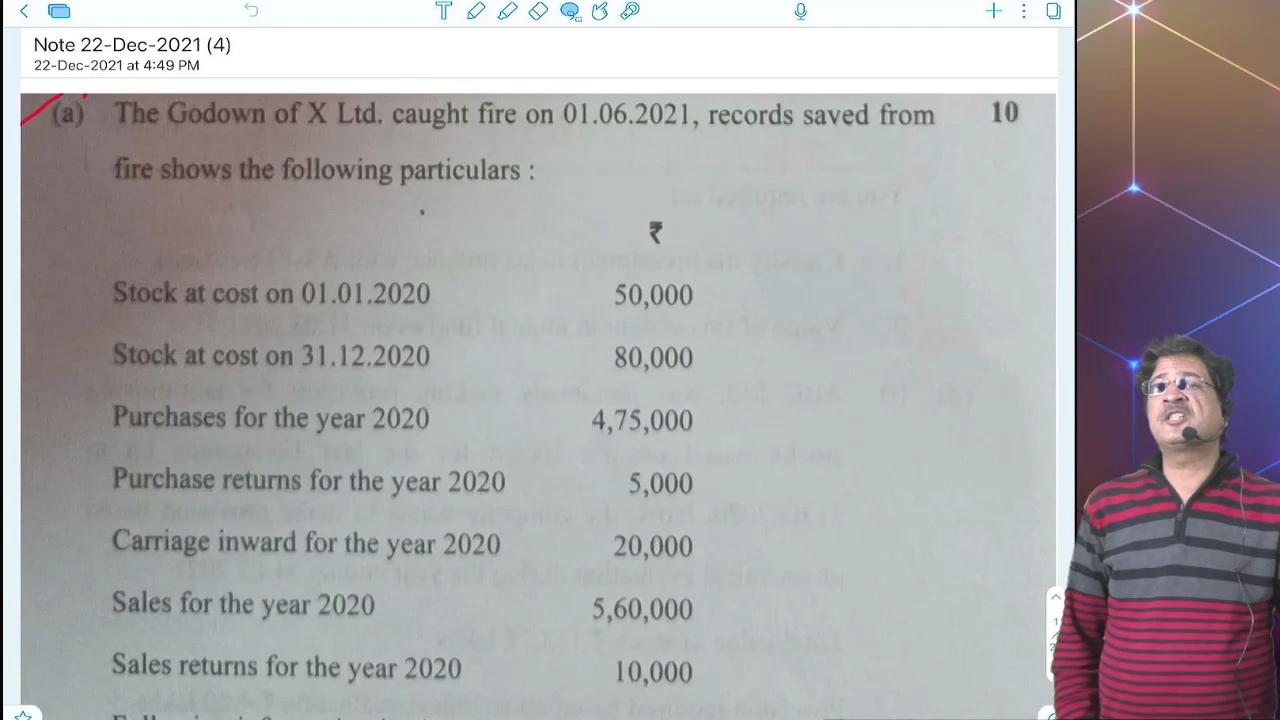 Note 22-Dec-2021 (4)
22-Dec-2021 at 4:49 PM
(a) The Godown of X Ltd. caught fire on 01.06.2021, records saved from 10
fire shows the following particulars :
₹
Stock at cost on 01.01.2020 50,000
Stock at cost on 31.12.2020 80,000
Purchases for the year 2020 4,75,000
Purchase returns for the year 2020 5,000
Carriage inward for the year 2020 20,000
Sales for the year 2020 5,60,000
Sales returns for the year 2020 10,000